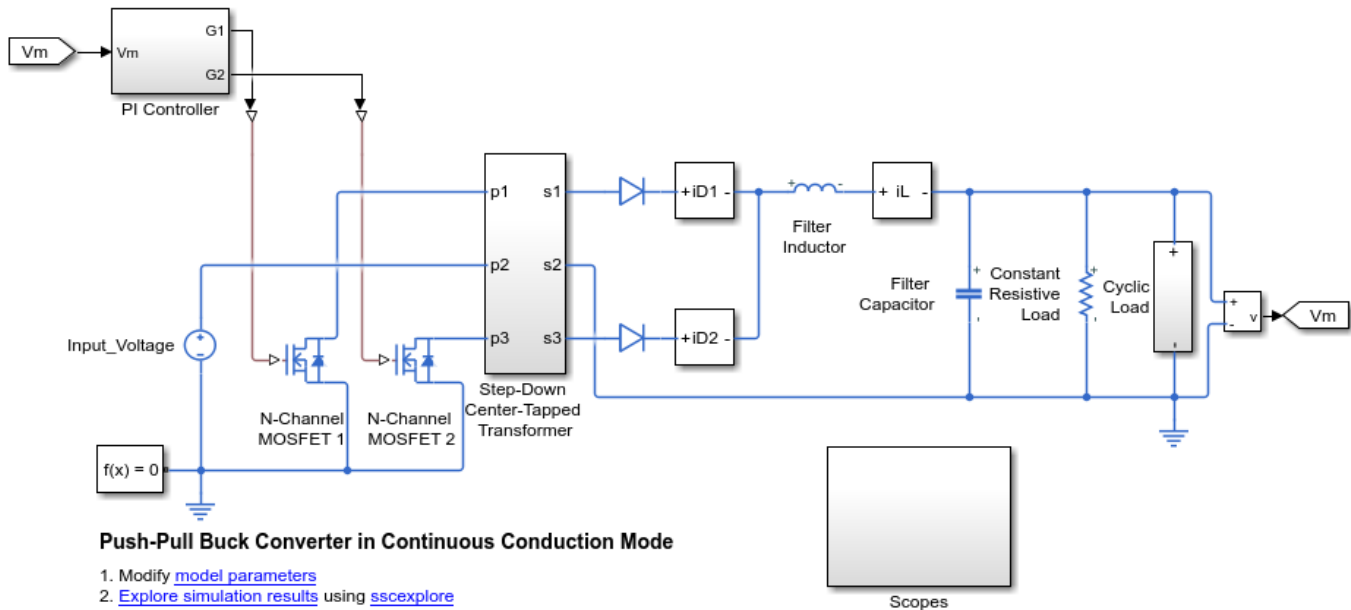 Vm
Vm
G1
G2
PI Controller
p1
p2
p3
s1
s2
s3
Step-Down
Center-Tapped
Transformer
+iD1 -
+iD2 -
+ -
Filter
Inductor
+ iL -
Filter
Capacitor
+
-
Constant
Resistive
Load
+
-
Cyclic
Load
+
-
+
-
v
Vm
Input_Voltage
+
−
N-Channel
MOSFET 1
N-Channel
MOSFET 2
f(x) = 0
Push-Pull Buck Converter in Continuous Conduction Mode
1. Modify model parameters
2. Explore simulation results using sscexplore
Scopes